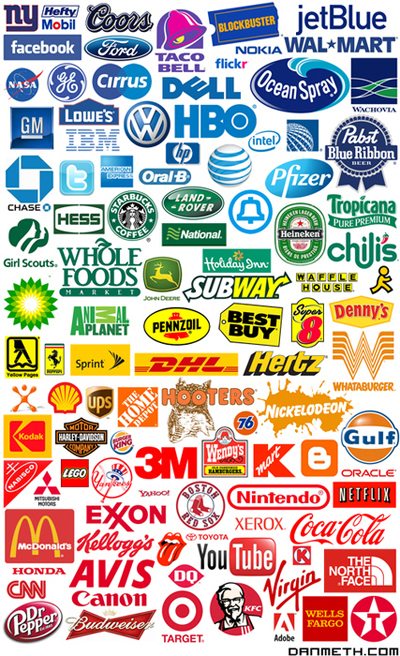 ny
Hefty
Mobil
Coors
TACO
BELL
BLOCKBUSTER
jetBlue
facebook
Ford
NOKIA
WAL★MART
flickr
NASA
GE
Cirrus
DELL
Ocean Spray
WACHOVIA
GM
LOWE'S
IBM
VW
HBO
hp
intel
Pabst
Blue Ribbon
BEER
CHASE
t
AMERICAN
EXPRESS
Oral-B
AT&T
Pfizer
HESS
STARBUCKS
COFFEE
LAND-
ROVER
National
Heineken
Tropicana
PURE PREMIUM
chili's
Girl Scouts
WHOLE
FOODS
MARKET
JOHN DEERE
Holiday Inn
SUBWAY
WAFFLE
HOUSE
ANIMAL
PLANET
PENNZOIL
BEST
BUY
Super
8
Denny's
Yellow Pages
Ferrari
Sprint
DHL
Hertz
WHATABURGER
ups
THE
HOME
DEPOT
HOOTERS
NICKELODEON
Kodak
MOTOR
HARLEY-DAVIDSON
COMPANY
BURGER
KING
76
Gulf
NABISCO
LEGO
Yankees
3M
Wendy's
OLD FASHIONED
HAMBURGERS
K
mart
ORACLE
MITSUBISHI
MOTORS
YAHOO!
BOSTON
RED SOX
Nintendo
NETFLIX
EXXON
XEROX
Coca-Cola
McDonald's
Kellogg's
TOYOTA
YouTube
K
THE
NORTH
FACE
HONDA
AVIS
DQ
Virgin
CNN
Canon
KFC
Dr
Pepper
Budweiser
TARGET
Adobe
WELLS
FARGO
T
DANMETH.COM